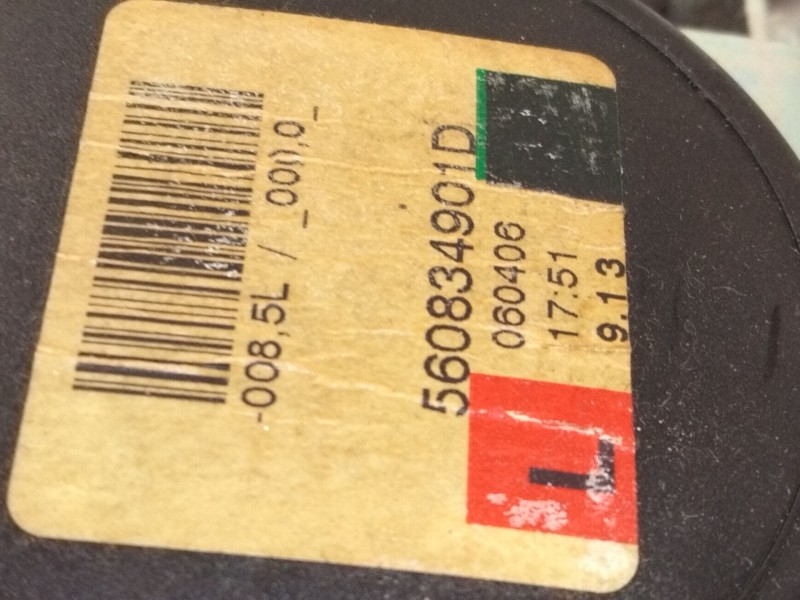 560834901D
060406
17:51
9.13
L
-008,5L / _000,0_